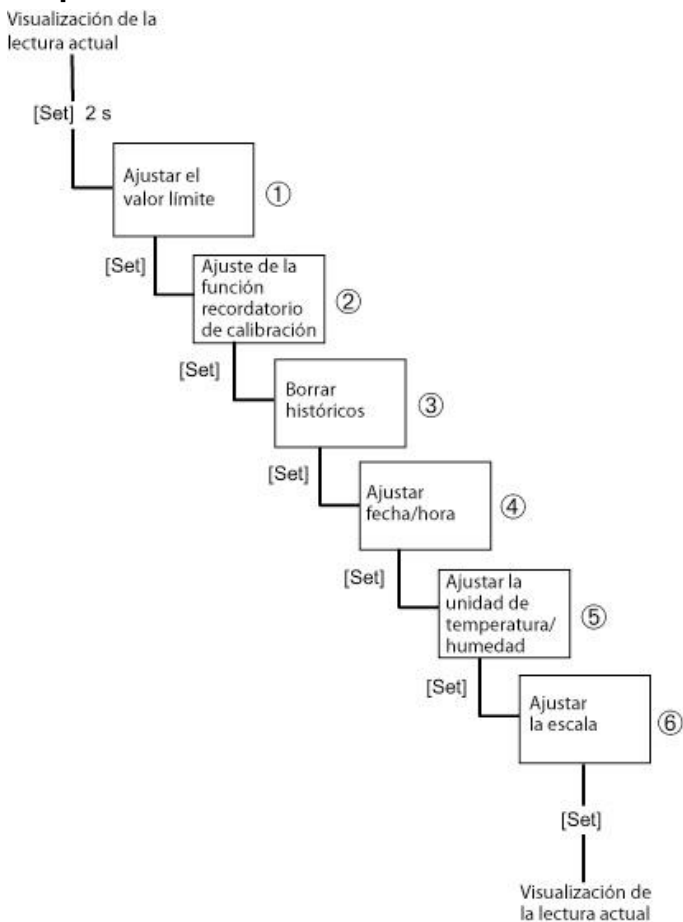 Visualización de la
lectura actual
[Set] 2 s
Ajustar el
valor límite
①
[Set]
Ajuste de la
función
recordatorio
de calibración
②
[Set]
Borrar
históricos
③
[Set]
Ajustar
fecha/hora
④
[Set]
Ajustar la
unidad de
temperatura/
humedad
⑤
[Set]
Ajustar
la escala
⑥
[Set]
Visualización de
la lectura actual